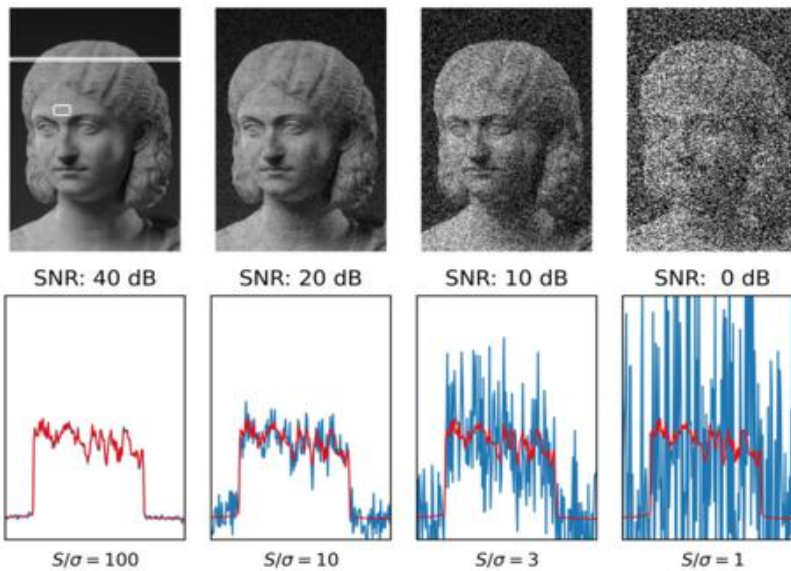 SNR: 40 dB SNR: 20 dB SNR: 10 dB SNR:  0 dB
S/σ = 100 S/σ = 10 S/σ = 3 S/σ = 1